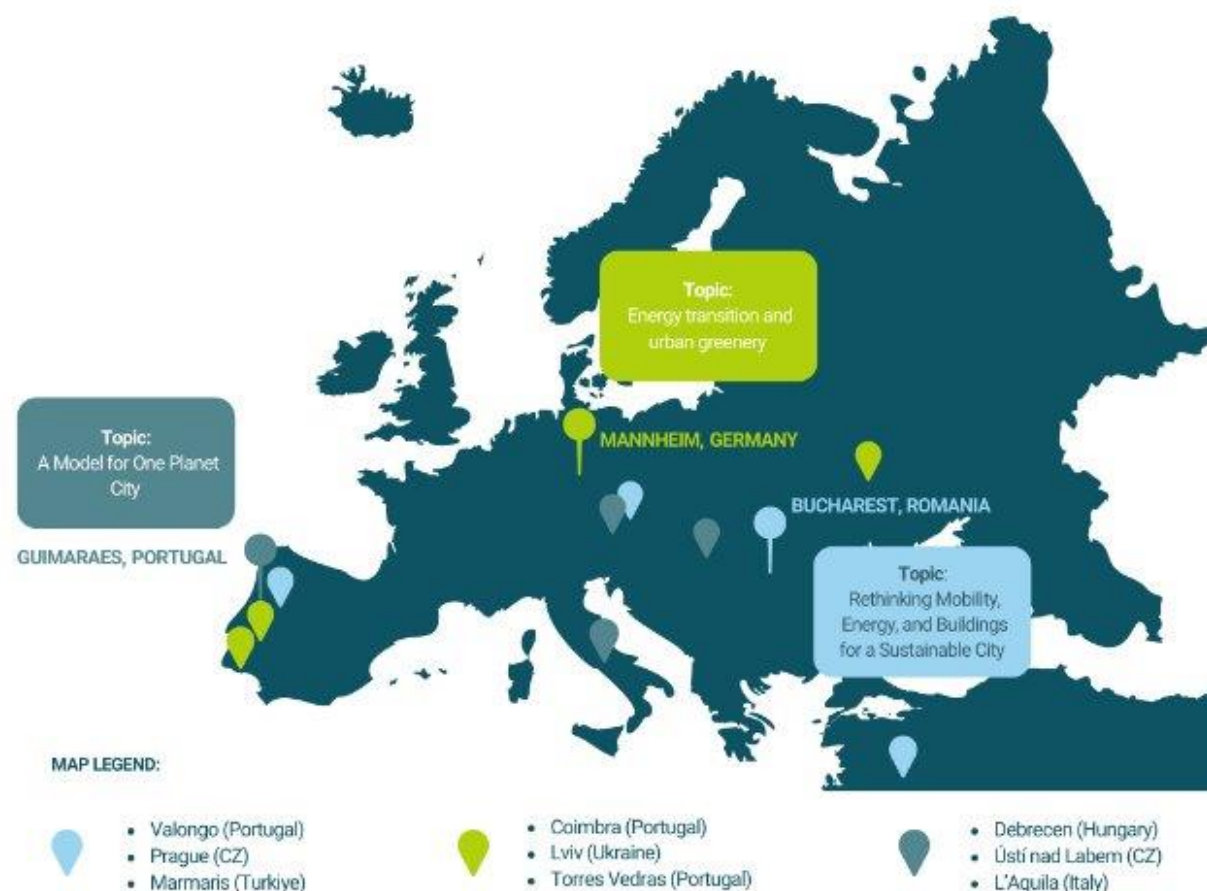 Topic:
Energy transition and
urban greenery
MANNHEIM, GERMANY
Topic:
A Model for One Planet
City
GUIMARAES, PORTUGAL
BUCHAREST, ROMANIA
Topic:
Rethinking Mobility,
Energy, and Buildings
for a Sustainable City
MAP LEGEND:
• Valongo (Portugal)
• Prague (CZ)
• Marmaris (Turkiye)
• Coimbra (Portugal)
• Lviv (Ukraine)
• Torres Vedras (Portugal)
• Debrecen (Hungary)
• Ústí nad Labem (CZ)
• L'Aquila (Italy)